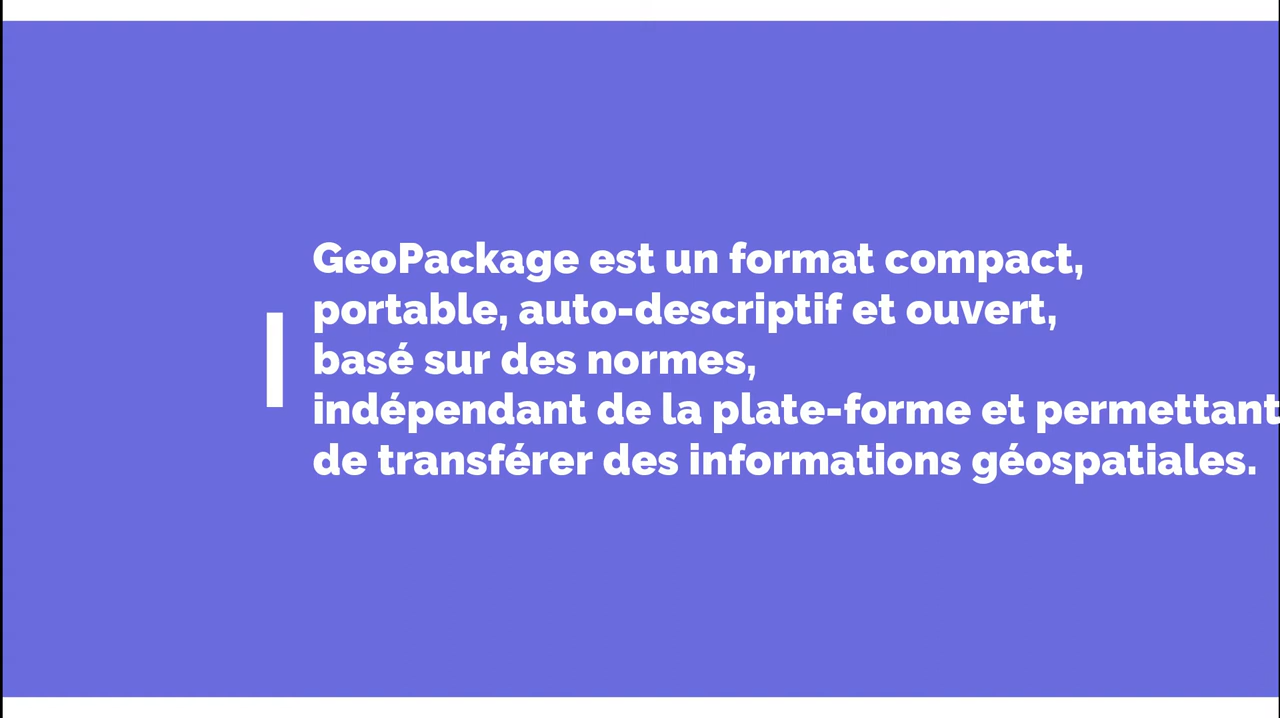 GeoPackage est un format compact,
portable, auto-descriptif et ouvert,
basé sur des normes,
indépendant de la plate-forme et permettant
de transférer des informations géospatiales.